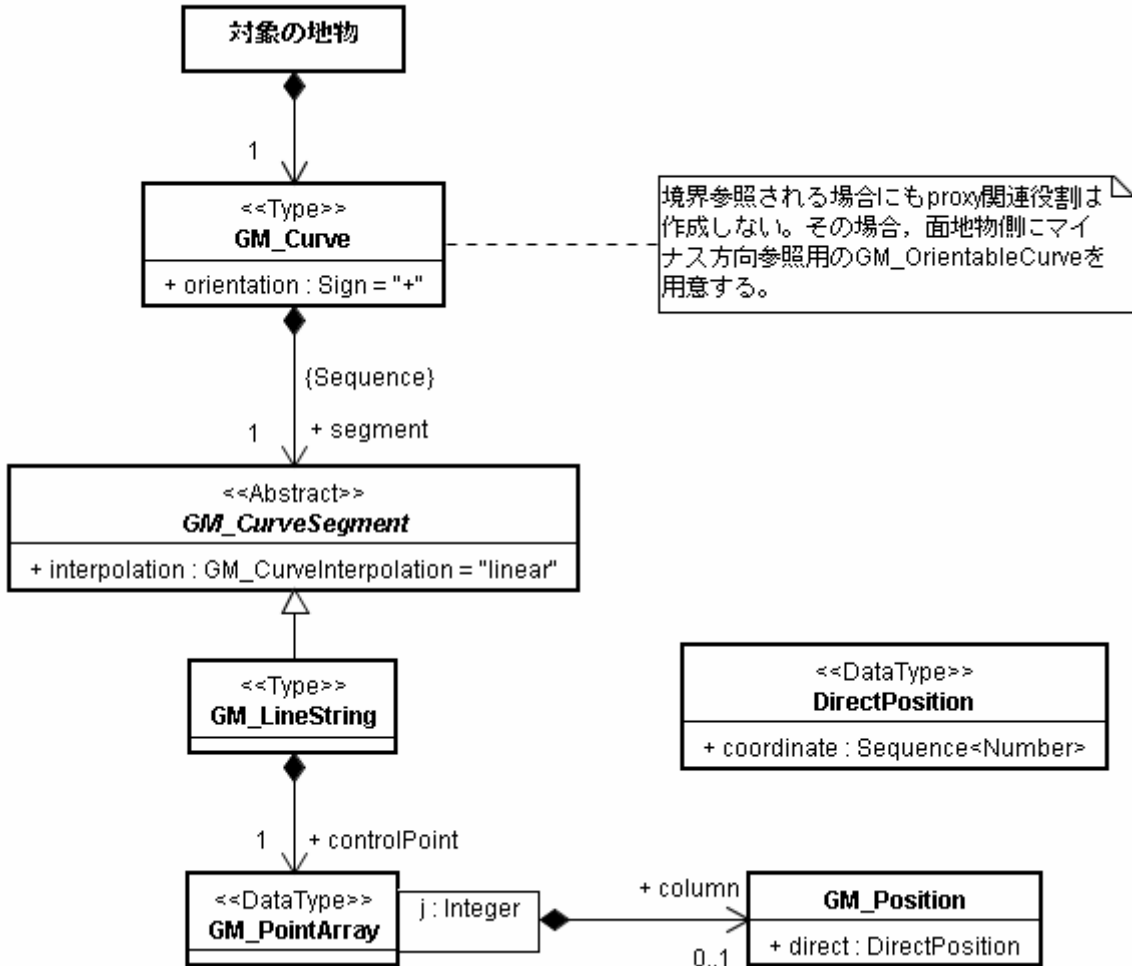 対象の地物
1
<<Type>>
GM_Curve
+ orientation : Sign = "+"
境界参照される場合にもproxy関連役割は
作成しない。その場合，面地物側にマイ
ナス方向参照用のGM_OrientableCurveを
用意する。
{Sequence}
1
+ segment
<<Abstract>>
GM_CurveSegment
+ interpolation : GM_CurveInterpolation = "linear"
<<Type>>
GM_LineString
<<DataType>>
DirectPosition
+ coordinate : Sequence<Number>
1
+ controlPoint
<<DataType>>
GM_PointArray
j : Integer
+ column
0..1
GM_Position
+ direct : DirectPosition